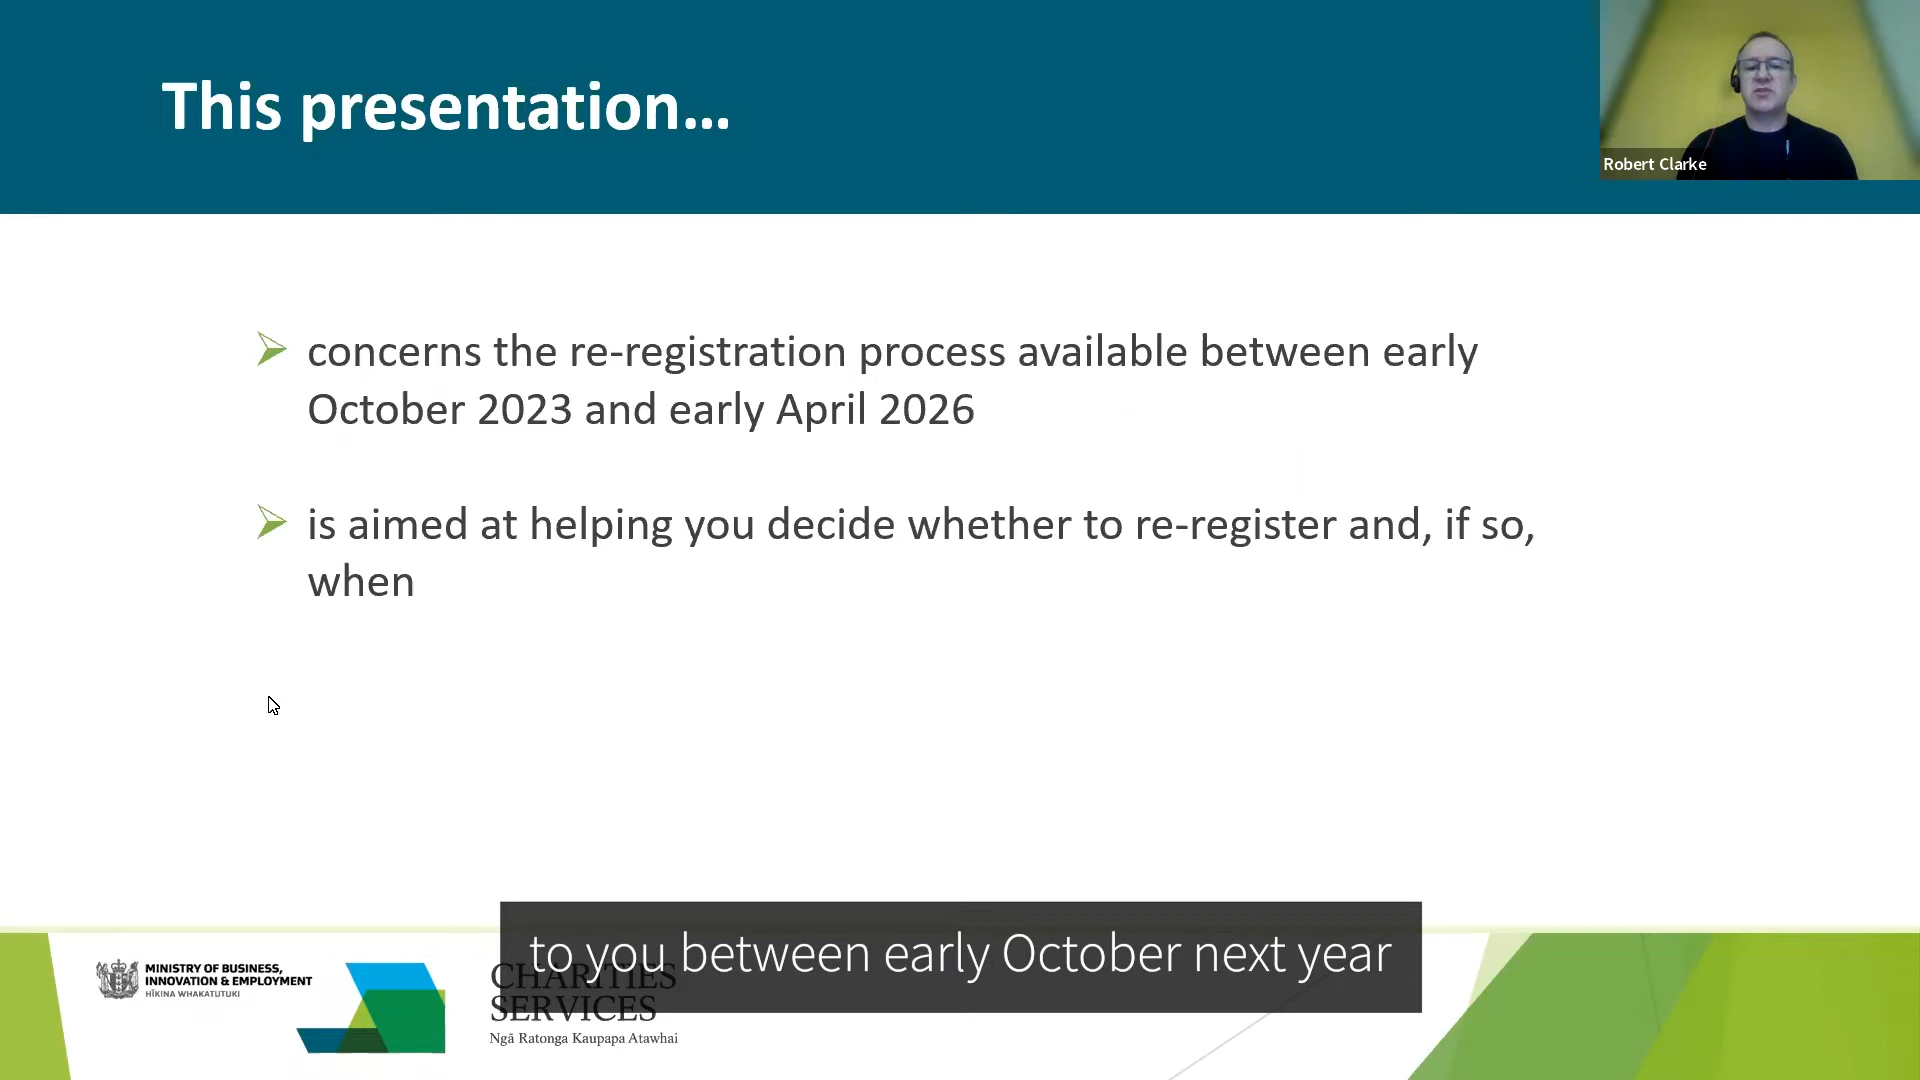 This presentation...
Robert Clarke
concerns the re-registration process available between early
October 2023 and early April 2026
is aimed at helping you decide whether to re-register and, if so,
when
to you between early October next year
MINISTRY OF BUSINESS,
INNOVATION & EMPLOYMENT
HĪKINA WHAKATUTUKI
CHARITIES
SERVICES
Ngā Ratonga Kaupapa Atawhai